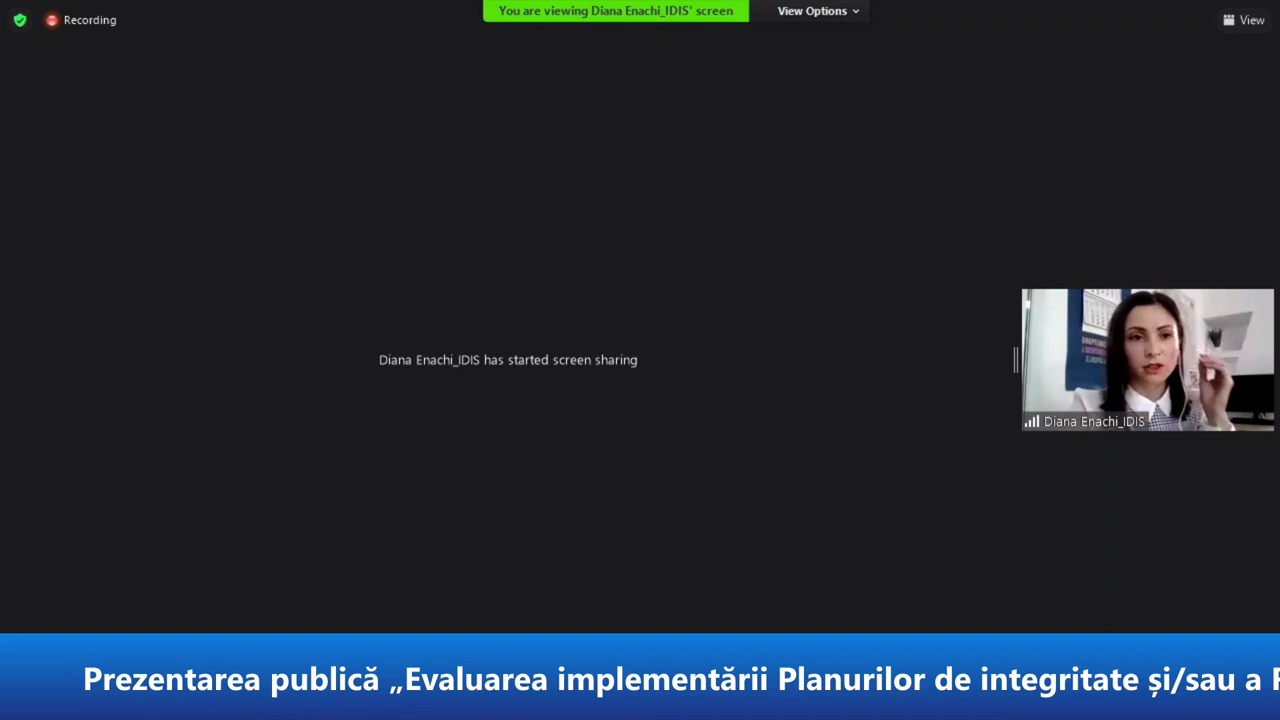 Recording
You are viewing Diana Enachi_IDIS' screen
View Options
View
Diana Enachi_IDIS has started screen sharing
Diana Enachi_IDIS
Prezentarea publică „Evaluarea implementării Planurilor de integritate și/sau a